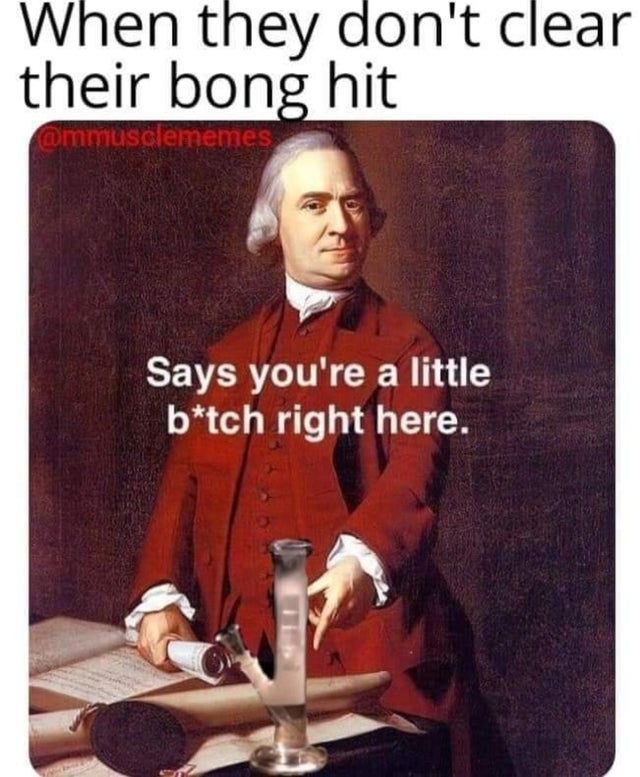 When they don't clear
their bong hit
@mmusclememes
Says you're a little
b*tch right here.